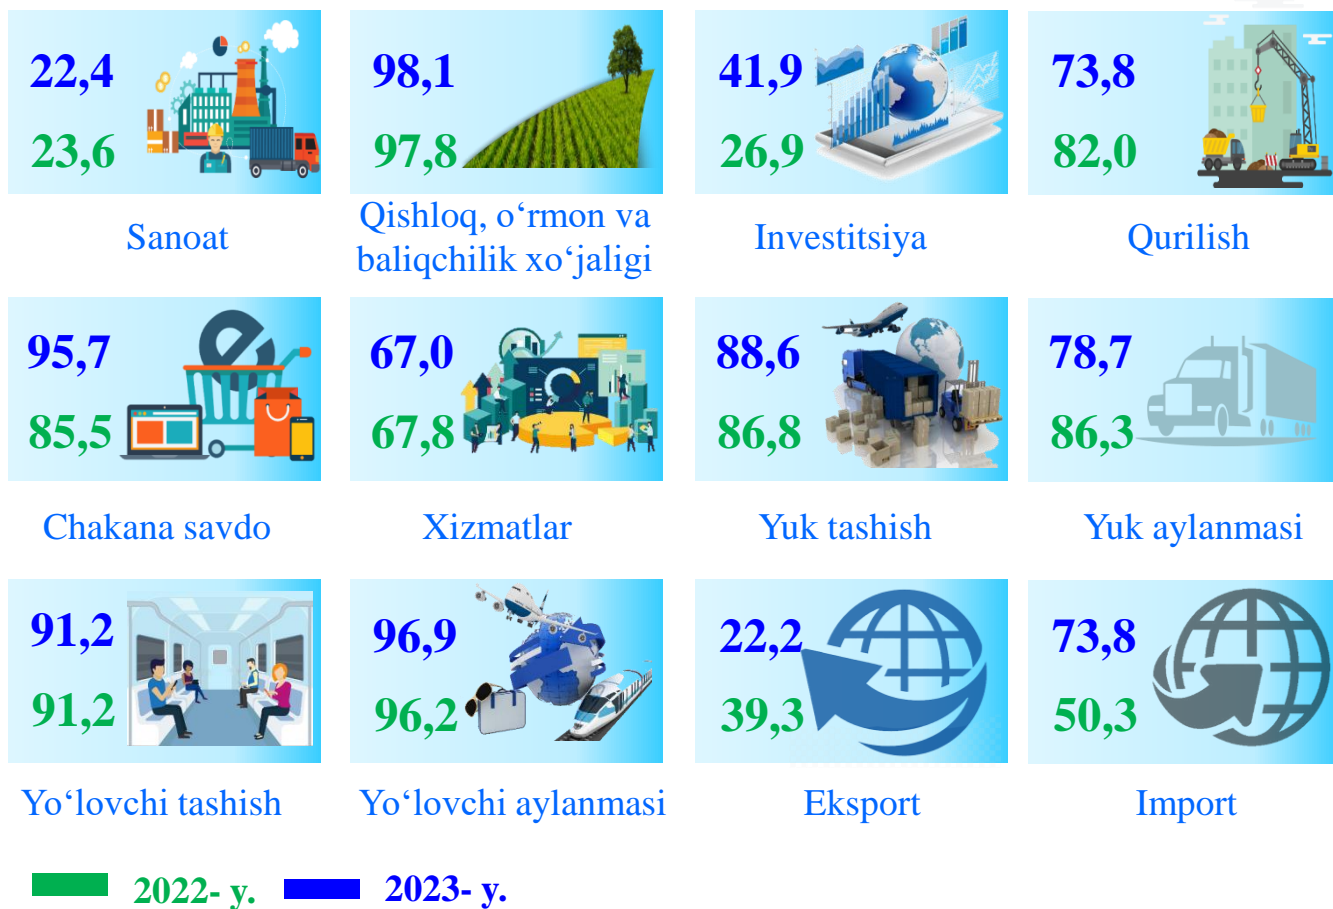 22,4
23,6
Sanoat
98,1
97,8
Qishloq, o‘rmon va
baliqchilik xo‘jaligi
41,9
26,9
Investitsiya
73,8
82,0
Qurilish
95,7
85,5
Chakana savdo
67,0
67,8
Xizmatlar
88,6
86,8
Yuk tashish
78,7
86,3
Yuk aylanmasi
91,2
91,2
Yo‘lovchi tashish
96,9
96,2
Yo‘lovchi aylanmasi
22,2
39,3
Eksport
73,8
50,3
Import
2022- y.
2023- y.